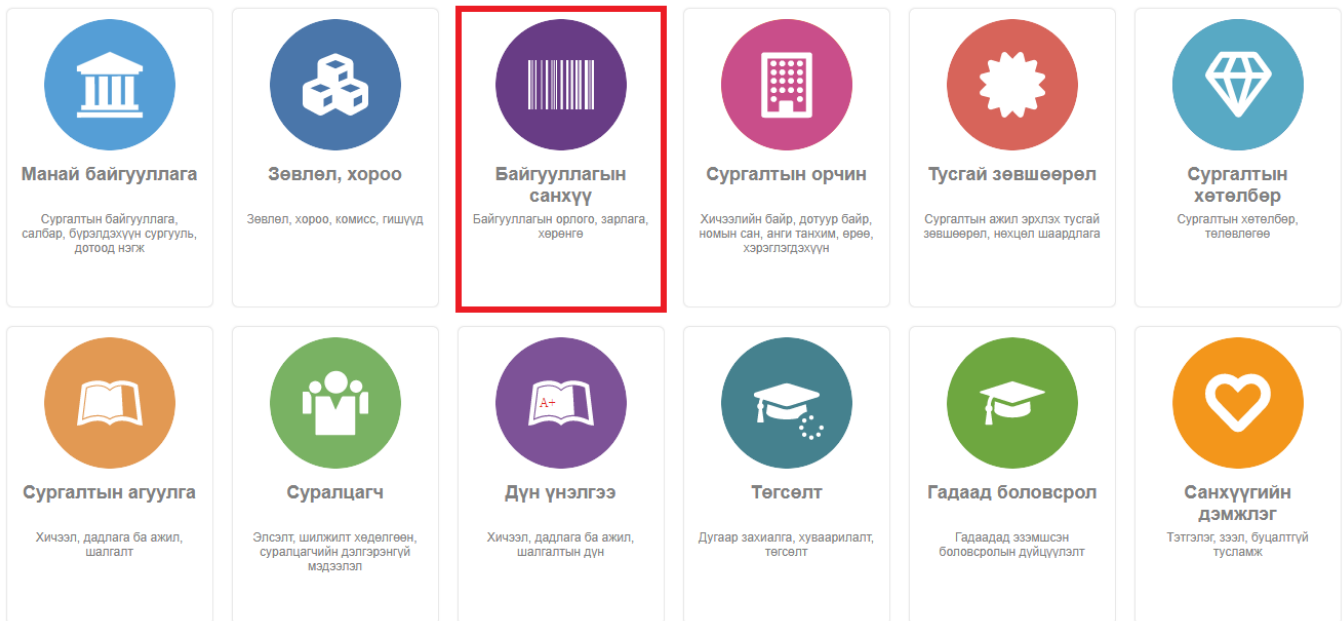 Манай байгууллага
Сургалтын байгууллага,
салбар, бүрэлдэхүүн сургууль,
дотоод нэгж
Зөвлөл, хороо
Зөвлөл, хороо, комисс, гишүүд
Байгууллагын
санхүү
Байгууллагын орлого, зарлага,
хөрөнгө
Сургалтын орчин
Хичээлийн байр, дотуур байр,
номын сан, анги танхим, өрөө,
хэрэглэгдэхүүн
Тусгай зөвшөөрөл
Сургалтын ажил эрхлэх тусгай
зөвшөөрөл, нөхцөл шаардлага
Сургалтын
хөтөлбөр
Сургалтын хөтөлбөр,
төлөвлөгөө
Сургалтын агуулга
Хичээл, дадлага ба ажил,
шалгалт
Суралцагч
Элсэлт, шилжилт хөдөлгөөн,
суралцагчийн дэлгэрэнгүй
мэдээлэл
A+
Дүн үнэлгээ
Хичээл, дадлага ба ажил,
шалгалтын дүн
Төгсөлт
Дугаар захиалга, хуваарилалт,
төгсөлт
Гадаад боловсрол
Гадаадад эзэмшсэн
боловсролын дүйцүүлэлт
Санхүүгийн
дэмжлэг
Тэтгэлэг, зээл, буцалтгүй
тусламж